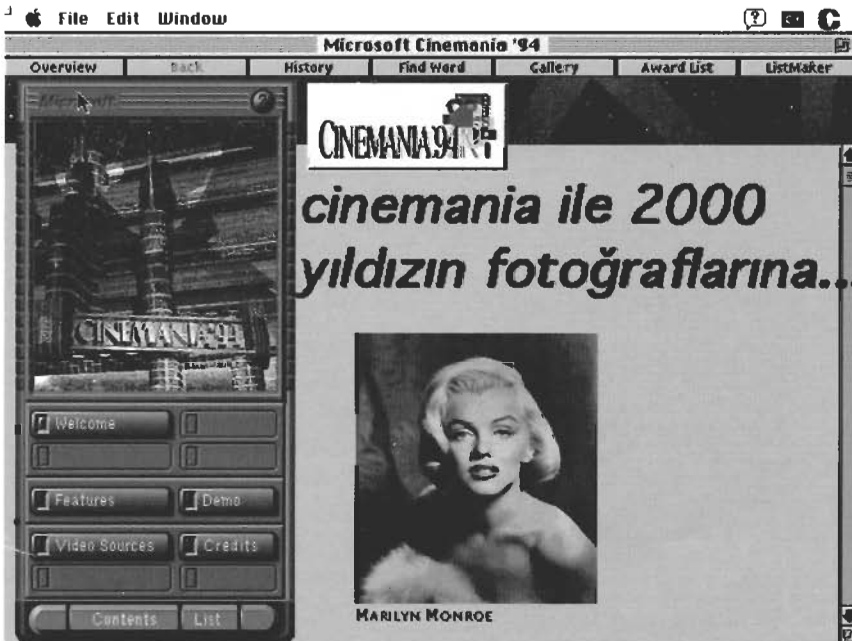 File Edit Window
Microsoft Cinemania '94
Overview Back History Find Word Gallery Award List ListMaker
Microsoft
CINEMANIA'94
cinemania ile 2000
yıldızın fotoğraflarına...
CINEMANIA'94
Welcome
Features Demo
Video Sources Credits
Contents List
MARILYN MONROE